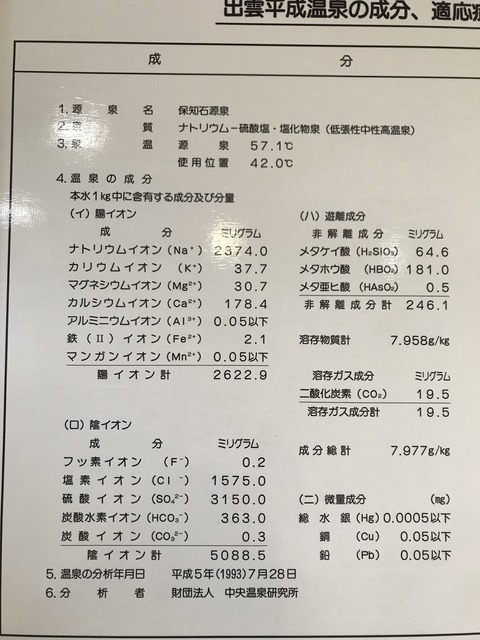 出雲平成温泉の成分、適応症
成 分
1. 源 泉 名 保知石源泉
2. 泉 質 ナトリウム－硫酸塩・塩化物泉（低張性中性高温泉）
3. 泉 温 源 泉 57.1℃
使用位置 42.0℃
4. 温泉の成分
本水1kg中に含有する成分及び分量
（イ）陽イオン
成 分 ミリグラム
ナトリウムイオン（Na⁺） 2374.0
カリウムイオン （K⁺） 37.7
マグネシウムイオン（Mg²⁺） 30.7
カルシウムイオン（Ca²⁺） 178.4
アルミニウムイオン（Al³⁺） 0.05以下
鉄（Ⅱ）イオン（Fe²⁺） 2.1
マンガンイオン（Mn²⁺） 0.05以下
陽イオン計 2622.9
（ロ）陰イオン
成 分 ミリグラム
フッ素イオン （F⁻） 0.2
塩素イオン（Cl⁻） 1575.0
硫酸イオン（SO₄²⁻） 3150.0
炭酸水素イオン（HCO₃⁻） 363.0
炭酸イオン（CO₃²⁻） 0.3
陰イオン計 5088.5
（ハ）遊離成分
非解離成分 ミリグラム
メタケイ酸（H₂SiO₃） 64.6
メタホウ酸（HBO₂） 181.0
メタ亜ヒ酸（HAsO₂） 0.5
非解離成分計 246.1
溶存物質計 7.958g/kg
溶存ガス成分 ミリグラム
二酸化炭素（CO₂） 19.5
溶存ガス成分計 19.5
成分総計 7.977g/kg
（ニ）微量成分 （mg）
総水銀（Hg） 0.0005以下
銅 （Cu） 0.05以下
鉛 （Pb） 0.05以下
5. 温泉の分析年月日 平成5年（1993）7月28日
6. 分 析 者 財団法人 中央温泉研究所